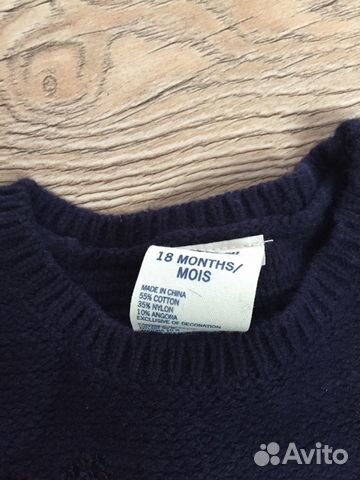 18 MONTHS/
MOIS
MADE IN CHINA
55% COTTON
35% NYLON
10% ANGORA
EXCLUSIVE OF DECORATION
Avito